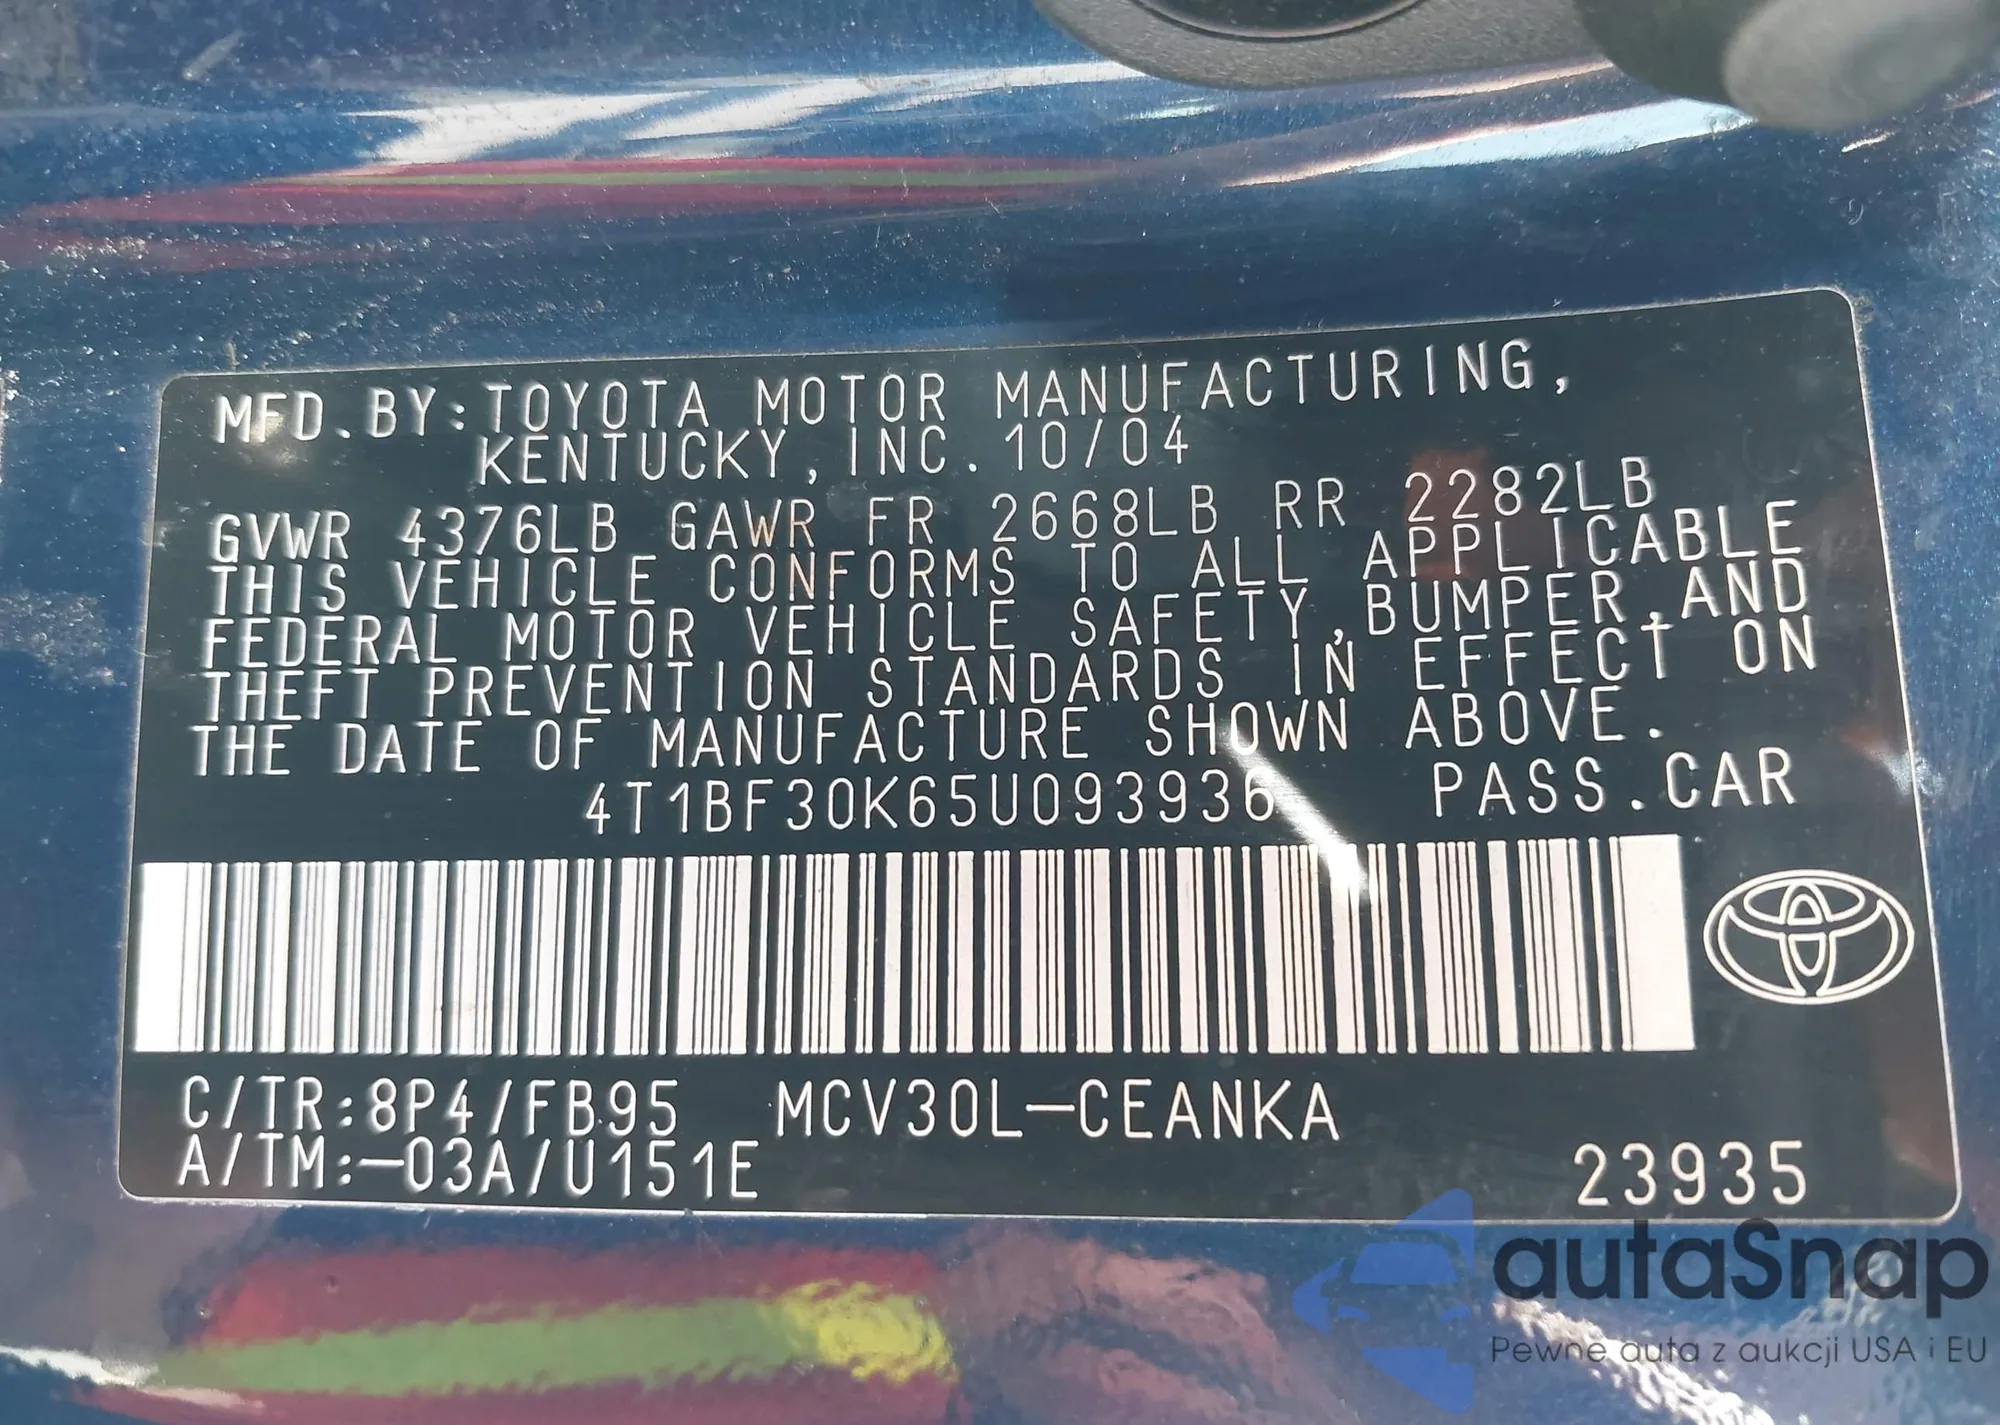 MFD.BY:TOYOTA MOTOR MANUFACTURING,
KENTUCKY,INC. 10/04
GVWR 4376LB GAWR FR 2668LB RR 2282LB
THIS VEHICLE CONFORMS TO ALL APPLICABLE
FEDERAL MOTOR VEHICLE SAFETY,BUMPER,AND
THEFT PREVENTION STANDARDS IN EFFECT ON
THE DATE OF MANUFACTURE SHOWN ABOVE.
4T1BF30K65U093936 PASS.CAR
C/TR:8P4/FB95 MCV30L-CEANKA
A/TM:-03A/U151E
23935
autaSnap
Pewne auta z aukcji USA i EU